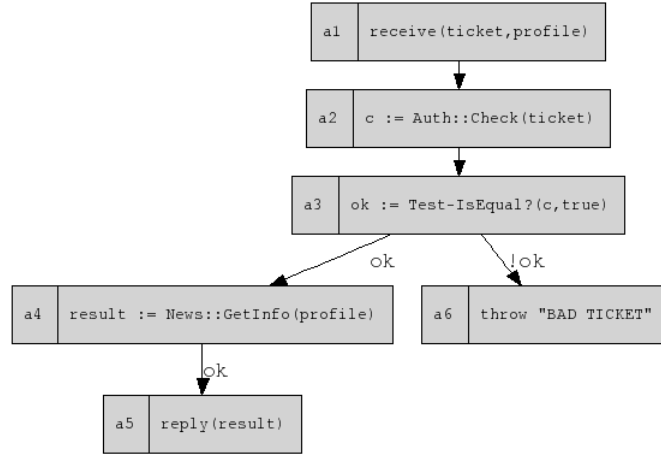 a1 receive(ticket,profile)
a2 c := Auth::Check(ticket)
a3 ok := Test-IsEqual?(c,true)
ok !ok
a4 result := News::GetInfo(profile)
a6 throw "BAD TICKET"
ok
a5 reply(result)